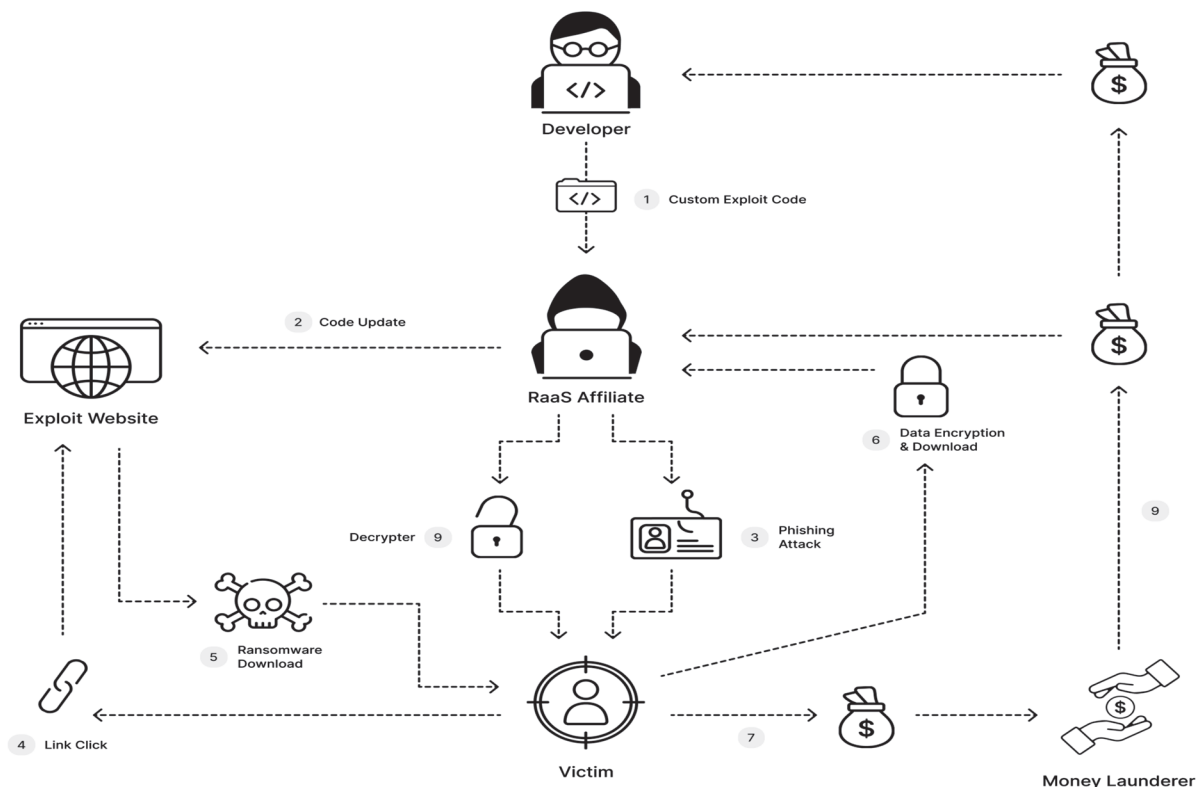 $
</>
Developer
</>
1 Custom Exploit Code
2 Code Update
$
Exploit Website
RaaS Affiliate
6 Data Encryption
& Download
9
Decrypter 9
3 Phishing
Attack
5 Ransomware
Download
4 Link Click
7
$
$
Victim
Money Launderer